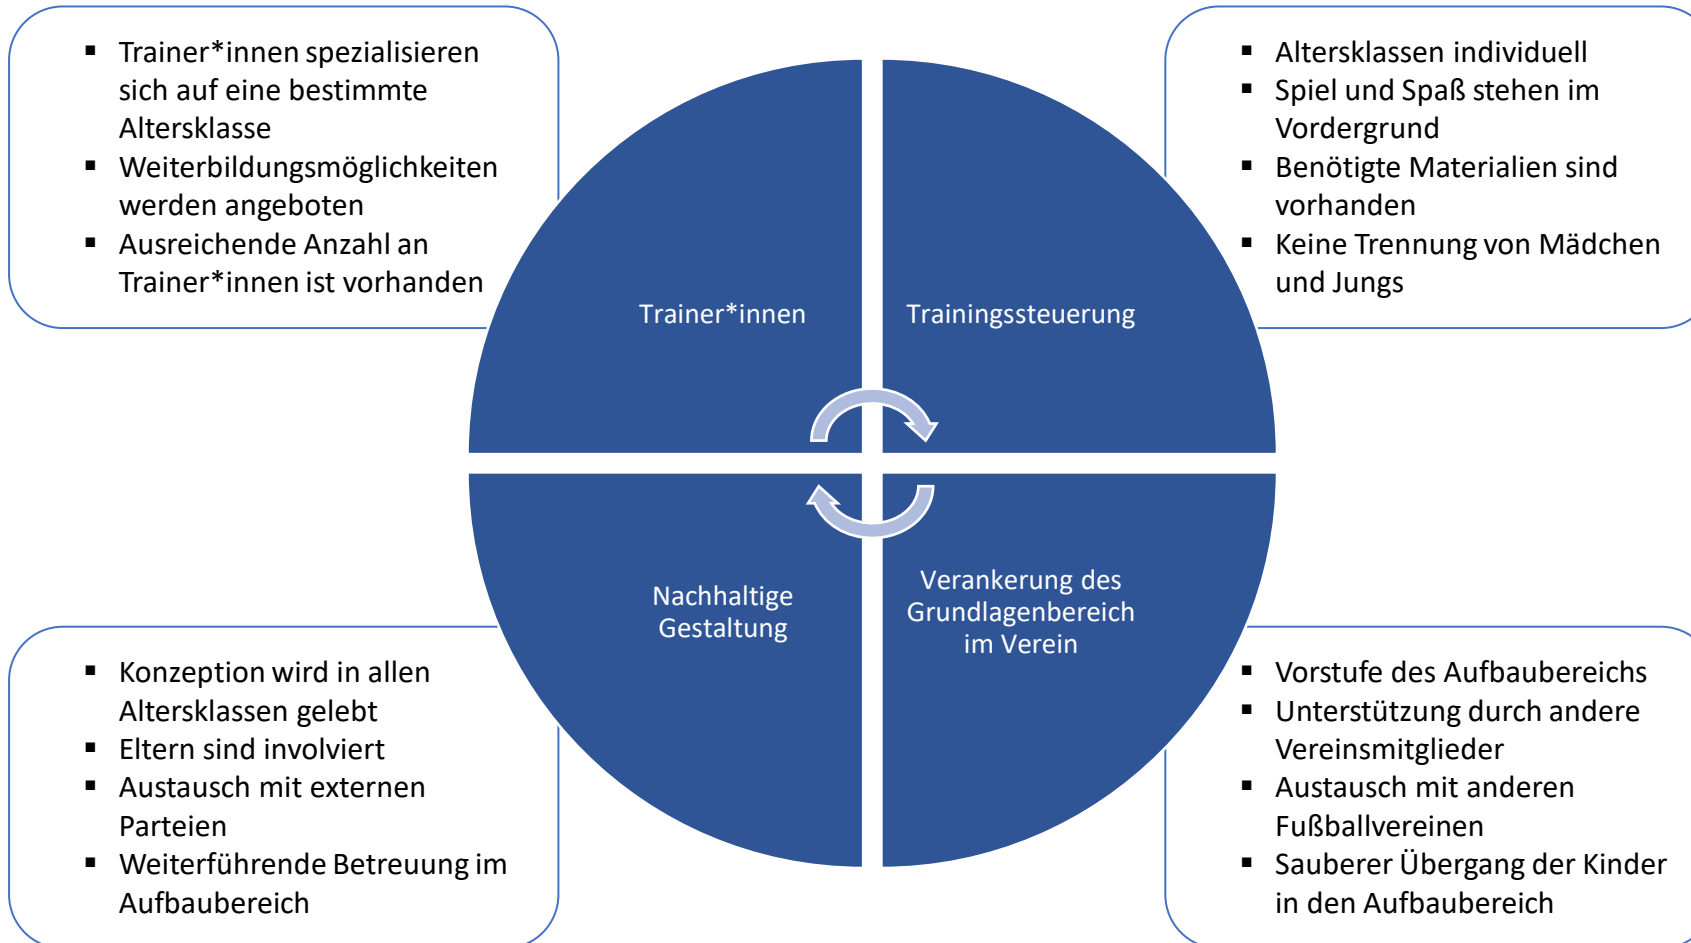 ▪ Trainer*innen spezialisieren
sich auf eine bestimmte
Altersklasse
▪ Weiterbildungsmöglichkeiten
werden angeboten
▪ Ausreichende Anzahl an
Trainer*innen ist vorhanden
▪ Altersklassen individuell
▪ Spiel und Spaß stehen im
Vordergrund
▪ Benötigte Materialien sind
vorhanden
▪ Keine Trennung von Mädchen
und Jungs
Trainer*innen
Trainingssteuerung
Nachhaltige
Gestaltung
Verankerung des
Grundlagenbereich
im Verein
▪ Konzeption wird in allen
Altersklassen gelebt
▪ Eltern sind involviert
▪ Austausch mit externen
Parteien
▪ Weiterführende Betreuung im
Aufbaubereich
▪ Vorstufe des Aufbaubereichs
▪ Unterstützung durch andere
Vereinsmitglieder
▪ Austausch mit anderen
Fußballvereinen
▪ Sauberer Übergang der Kinder
in den Aufbaubereich